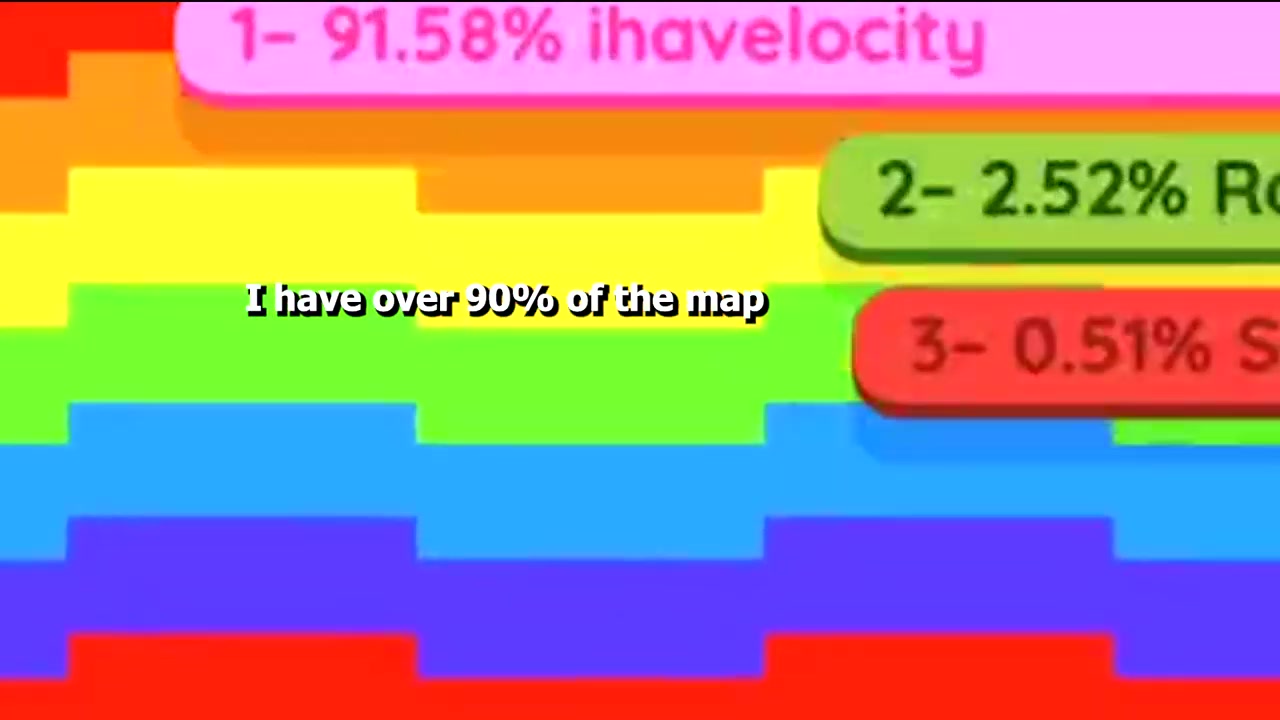 1– 91.58% ihavelocity
2– 2.52%
I have over 90% of the map
3– 0.51%